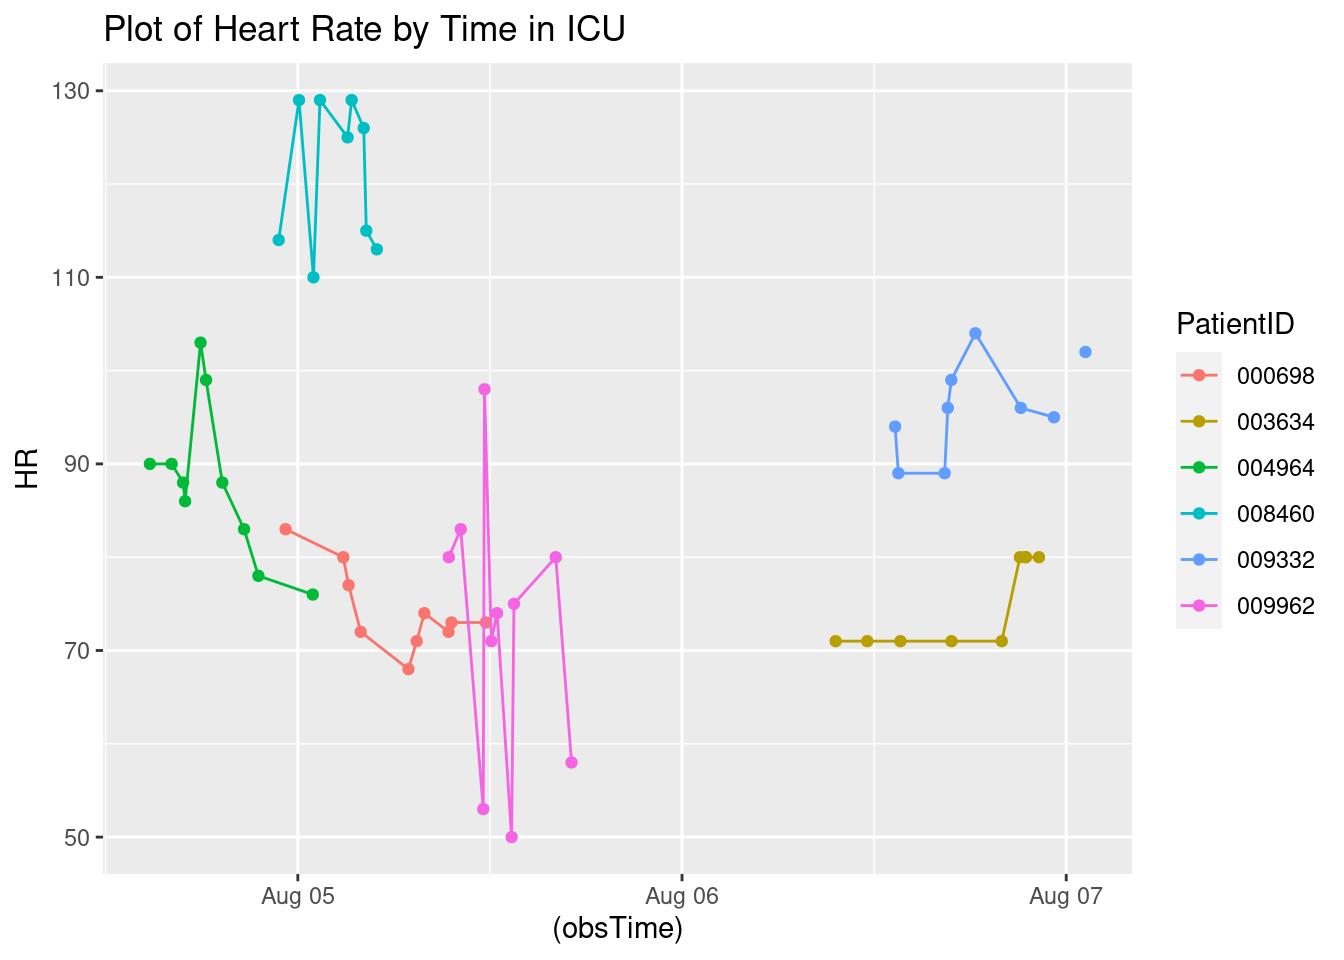 Plot of Heart Rate by Time in ICU
130
110
90
70
50
HR
Aug 05
Aug 06
Aug 07
(obsTime)
PatientID
000698
003634
004964
008460
009332
009962